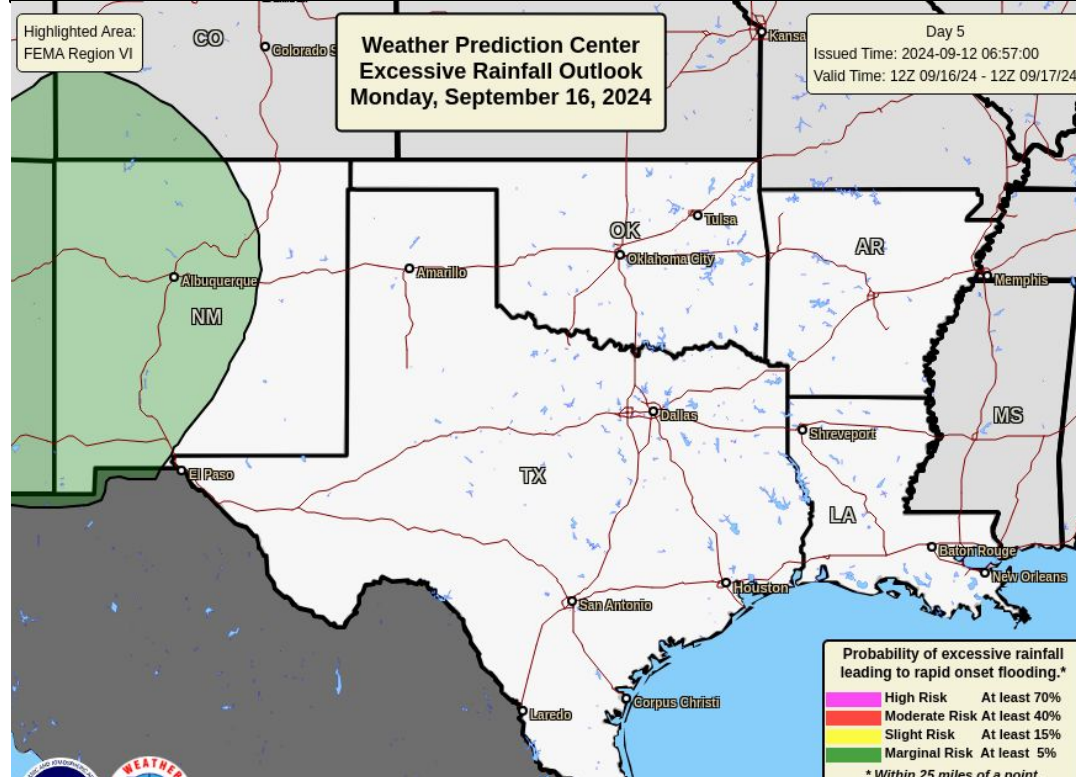 Highlighted Area:
FEMA Region VI
Weather Prediction Center
Excessive Rainfall Outlook
Monday, September 16, 2024
Day 5
Issued Time: 2024-09-12 06:57:00
Valid Time: 12Z 09/16/24 - 12Z 09/17/24
CO
Colorado S
Kansa
Tulsa
OK
Oklahoma City
AR
Amarillo
Albuquerque
Memphis
NM
Dallas
MS
Shreveport
El Paso
TX
LA
Baton Rouge
New Orleans
Houston
San Antonio
Corpus Christi
Laredo
Probability of excessive rainfall
leading to rapid onset flooding.*
High Risk At least 70%
Moderate Risk At least 40%
Slight Risk At least 15%
Marginal Risk At least 5%
* Within 25 miles of a point
WEATHER